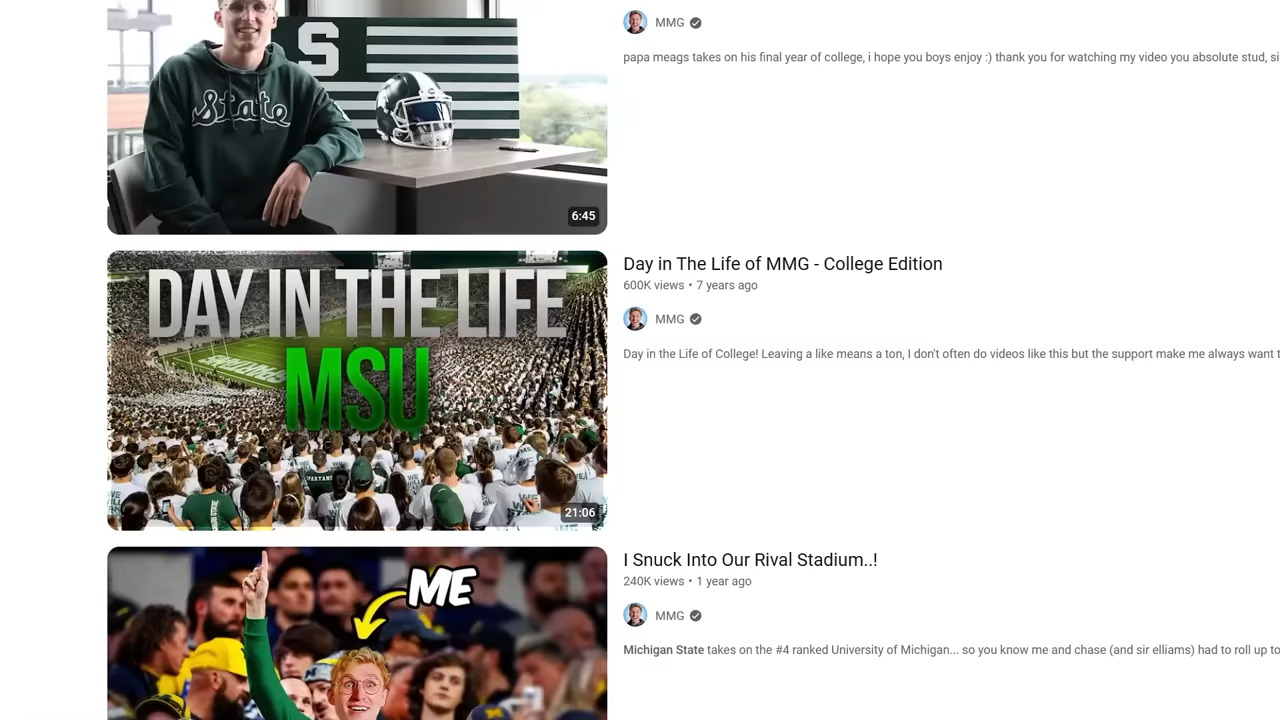 MMG
papa meags takes on his final year of college, i hope you boys enjoy :) thank you for watching my video you absolute stud, si
S
State
6:45
DAY IN THE LIFE
MSU
SPARTANS
WE
WE
21:06
Day in The Life of MMG - College Edition
600K views • 7 years ago
MMG
Day in the Life of College! Leaving a like means a ton, I don't often do videos like this but the support make me always want t
ME
I Snuck Into Our Rival Stadium..!
240K views • 1 year ago
MMG
Michigan State takes on the #4 ranked University of Michigan... so you know me and chase (and sir elliams) had to roll up to